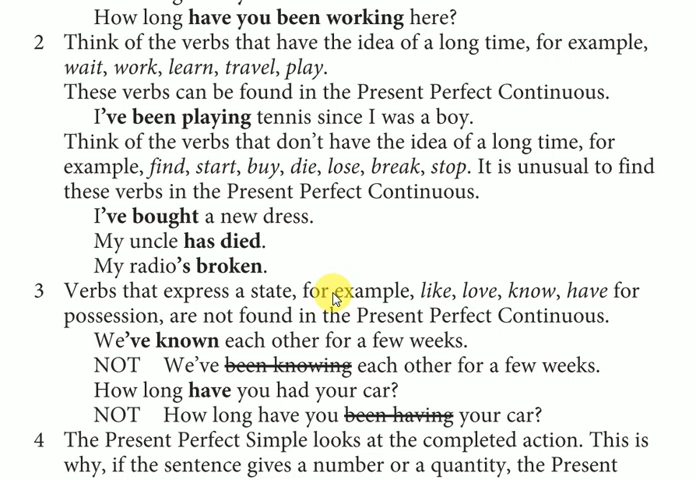 How long have you been working here?
2 Think of the verbs that have the idea of a long time, for example,
wait, work, learn, travel, play.
These verbs can be found in the Present Perfect Continuous.
I’ve been playing tennis since I was a boy.
Think of the verbs that don’t have the idea of a long time, for
example, find, start, buy, die, lose, break, stop. It is unusual to find
these verbs in the Present Perfect Continuous.
I’ve bought a new dress.
My uncle has died.
My radio’s broken.
3 Verbs that express a state, for example, like, love, know, have for
possession, are not found in the Present Perfect Continuous.
We’ve known each other for a few weeks.
NOT We’ve been knowing each other for a few weeks.
How long have you had your car?
NOT How long have you been having your car?
4 The Present Perfect Simple looks at the completed action. This is
why, if the sentence gives a number or a quantity, the Present